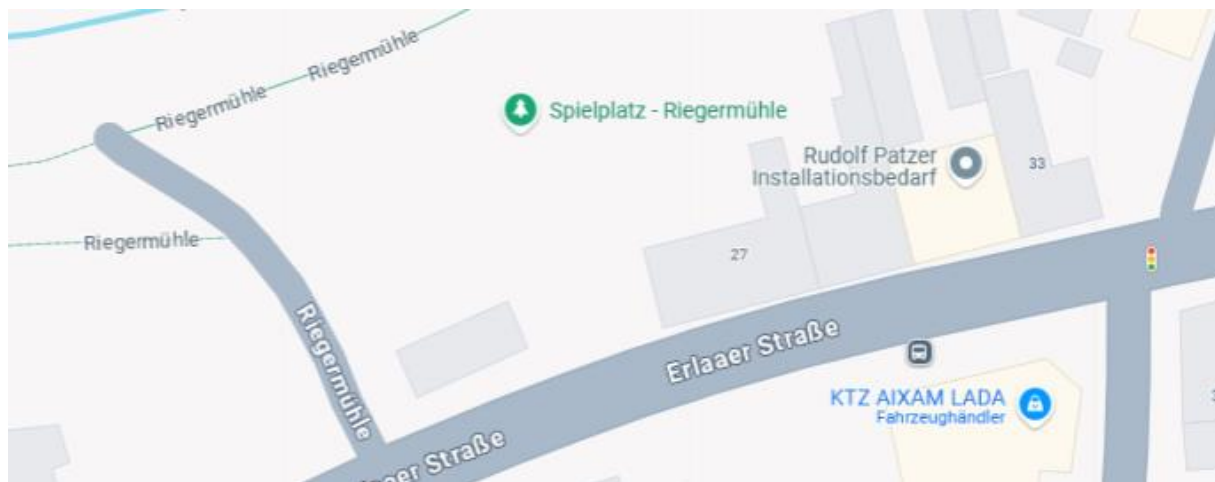 Riegermühle
Riegermühle
Spielplatz - Riegermühle
Rudolf Patzer
Installationsbedarf
33
Riegermühle
27
Riegermühle
Erlaaer Straße
KTZ AIXAM LADA
Fahrzeughändler
aer Straße